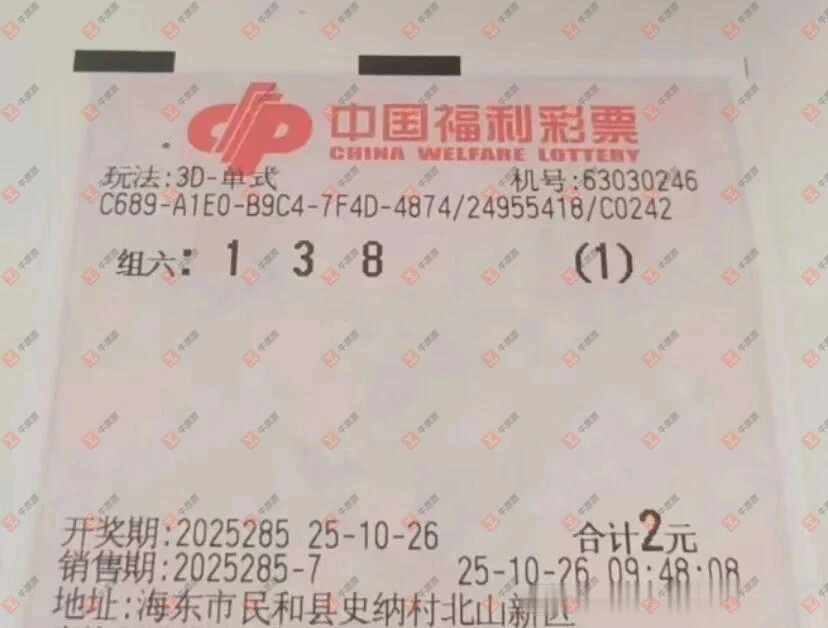 中国福利彩票
CHINA WELFARE LOTTERY
玩法:3D-单式 机号:63030246
C689-A1E0-B9C4-7F4D-4874/24955418/C0242
组六: 1 3 8 (1)
开奖期:2025285 25-10-26 合计2元
销售期:2025285-7 25-10-26 09:48:08
地址:海东市民和县史纳村北山新区